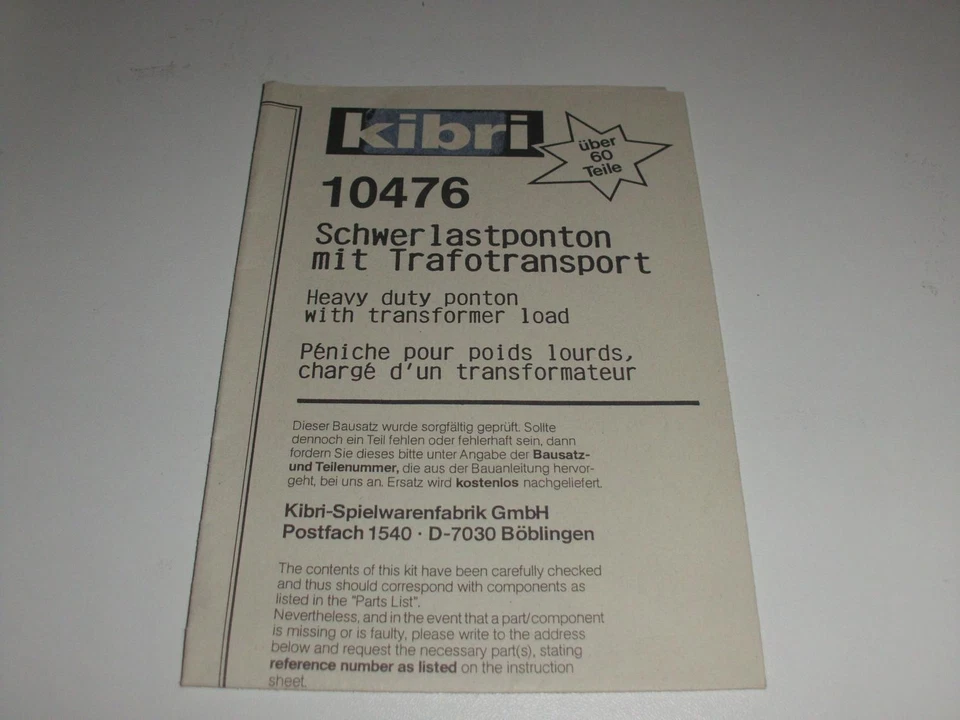 kibri
über
60
Teile
10476
Schwerlastponton
mit Trafotransport
Heavy duty ponton
with transformer load
Péniche pour poids lourds,
chargé d'un transformateur
Dieser Bausatz wurde sorgfältig geprüft. Sollte
dennoch ein Teil fehlen oder fehlerhaft sein, dann
fordern Sie dieses bitte unter Angabe der Bausatz-
und Teilenummer, die aus der Bauanleitung hervor-
geht, bei uns an. Ersatz wird kostenlos nachgeliefert.
Kibri-Spielwarenfabrik GmbH
Postfach 1540 · D-7030 Böblingen
The contents of this kit have been carefully checked
and thus should correspond with components as
listed in the "Parts List".
Nevertheless, and in the event that a part/component
is missing or is faulty, please write to the address
below and request the necessary part(s), stating
reference number as listed on the instruction
sheet.